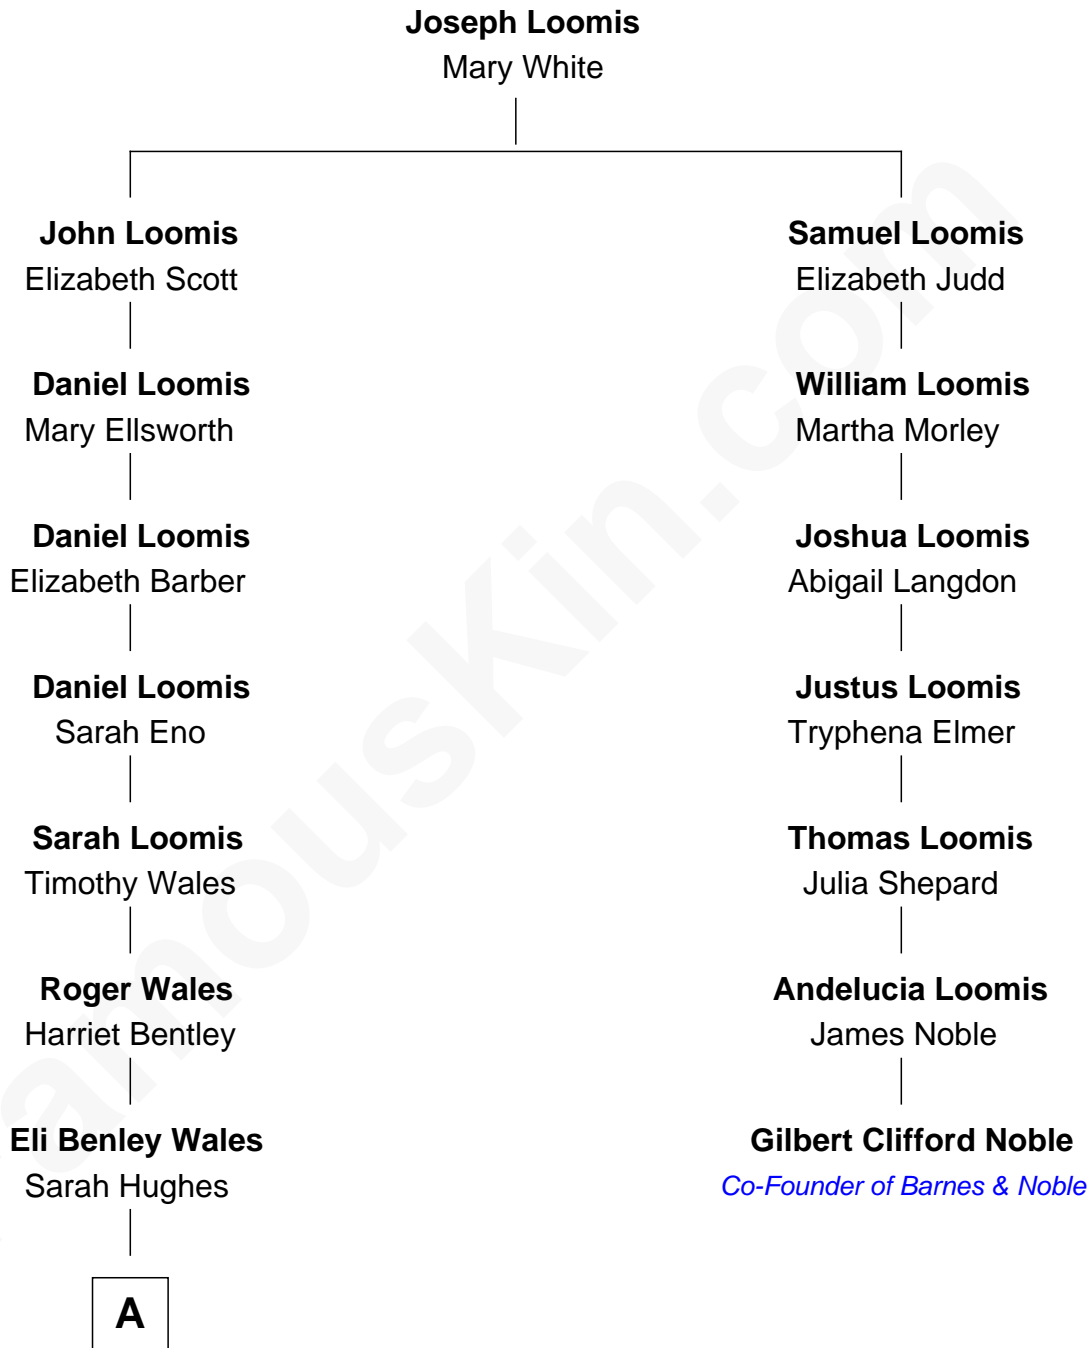 Joseph Loomis
Mary White
John Loomis
Elizabeth Scott
Samuel Loomis
Elizabeth Judd
Daniel Loomis
Mary Ellsworth
William Loomis
Martha Morley
Daniel Loomis
Elizabeth Barber
Joshua Loomis
Abigail Langdon
Daniel Loomis
Sarah Eno
Justus Loomis
Tryphena Elmer
Sarah Loomis
Timothy Wales
Thomas Loomis
Julia Shepard
Roger Wales
Harriet Bentley
Andelucia Loomis
James Noble
Eli Benley Wales
Sarah Hughes
Gilbert Clifford Noble
Co-Founder of Barnes & Noble
A
amousKin.com